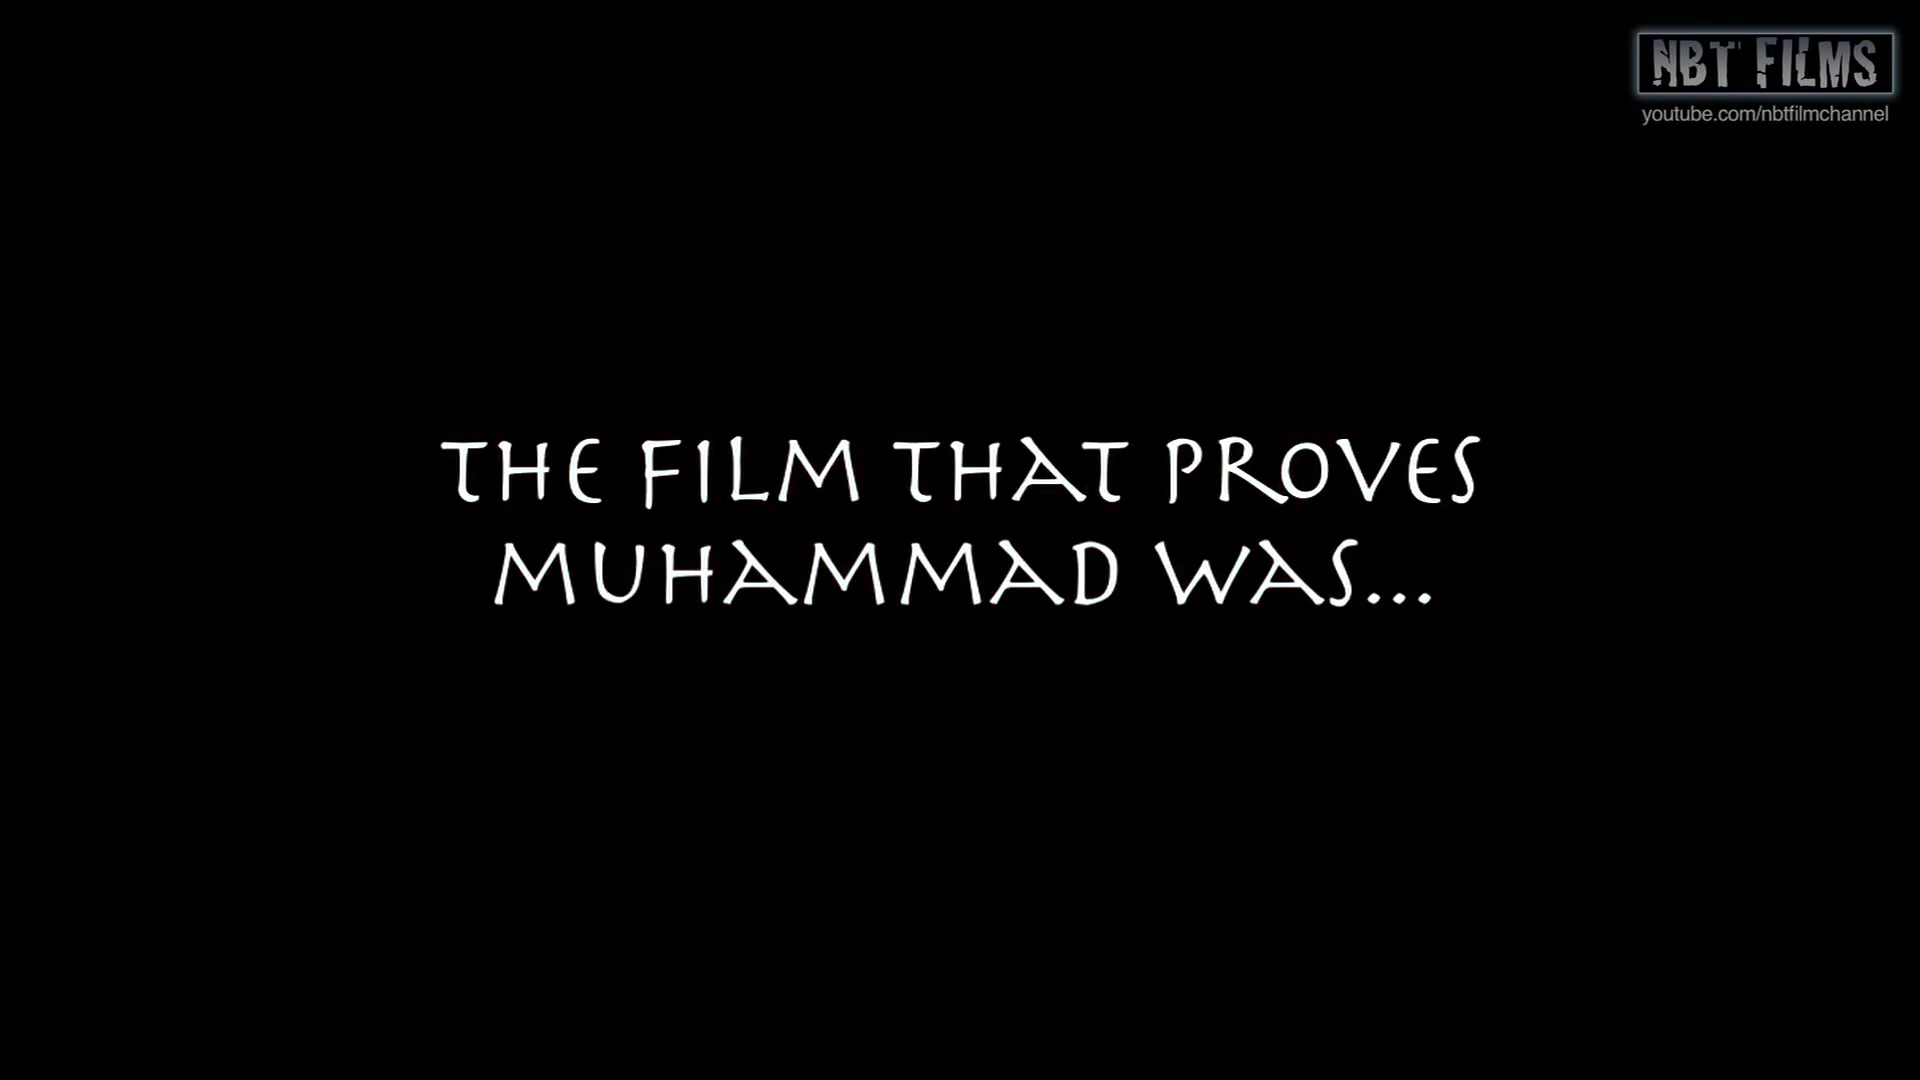 NBT FILMS
youtube.com/nbtfilmchannel
THE FILM THAT PROVES
MUHAMMAD WAS...